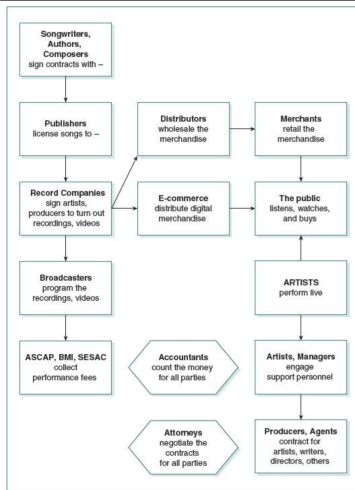 Songwriters,
Authors,
Composers
sign contracts with –
Publishers
license songs to –
Distributors
wholesale the
merchandise
Merchants
retail the
merchandise
Record Companies
sign artists,
producers to turn out
recordings, videos
E-commerce
distribute digital
merchandise
The public
listens, watches,
and buys
Broadcasters
program the
recordings, videos
ARTISTS
perform live
ASCAP, BMI, SESAC
collect
performance fees
Accountants
count the money
for all parties
Artists, Managers
engage
support personnel
Attorneys
negotiate the
contracts
for all parties
Producers, Agents
contract for
artists, writers,
directors, others